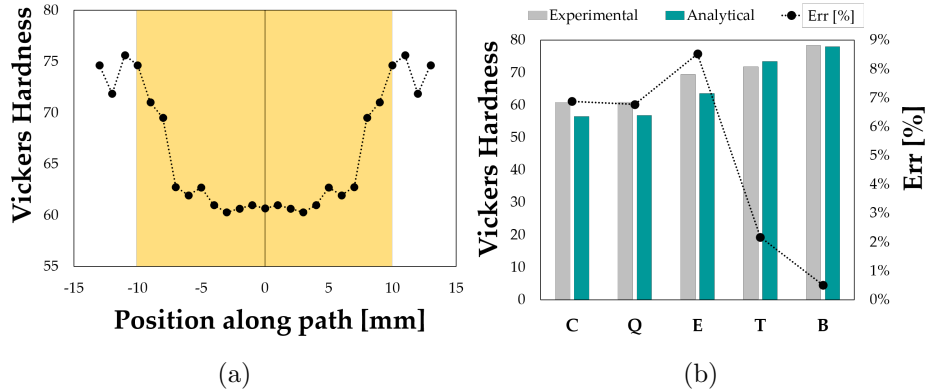 80
75
70
65
60
55
-15 -10 -5 0 5 10 15
Vickers Hardness
Position along path [mm]
(a)
Experimental Analytical Err [%]
80
70
60
50
40
30
20
10
0
Vickers Hardness
9%
8%
7%
6%
5%
4%
3%
2%
1%
0%
Err [%]
C Q E T B
(b)